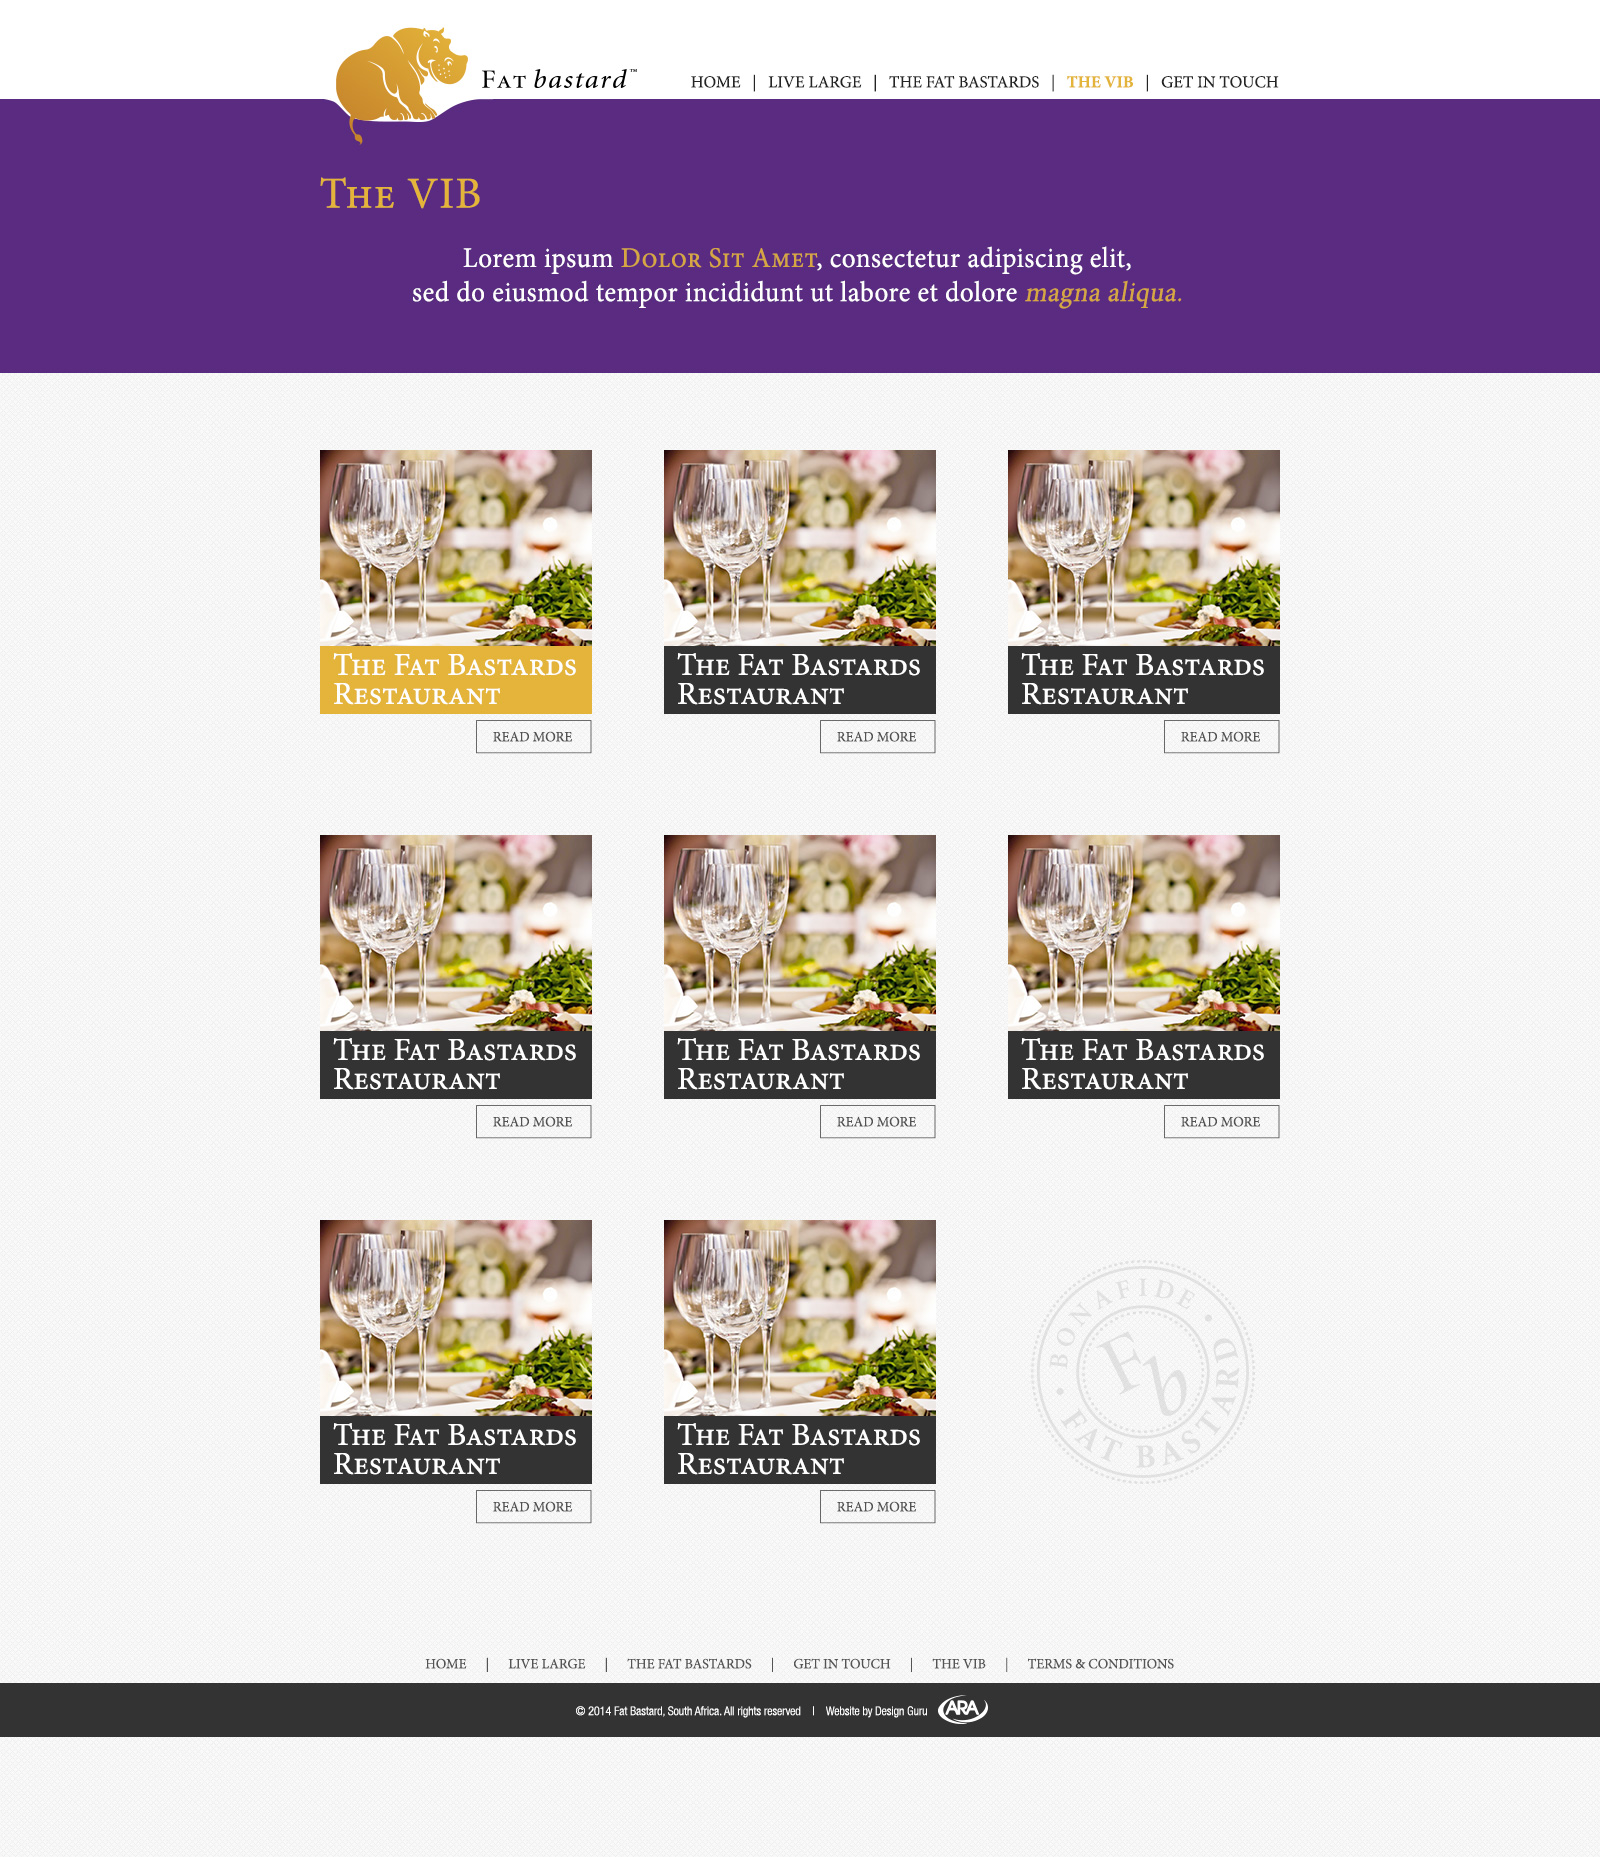 FAT bastard™
HOME | LIVE LARGE | THE FAT BASTARDS | THE VIB | GET IN TOUCH
THE VIB
Lorem ipsum DOLOR SIT AMET, consectetur adipiscing elit,
sed do eiusmod tempor incididunt ut labore et dolore magna aliqua.
THE FAT BASTARDS
RESTAURANT
READ MORE
THE FAT BASTARDS
RESTAURANT
READ MORE
THE FAT BASTARDS
RESTAURANT
READ MORE
THE FAT BASTARDS
RESTAURANT
READ MORE
THE FAT BASTARDS
RESTAURANT
READ MORE
THE FAT BASTARDS
RESTAURANT
READ MORE
THE FAT BASTARDS
RESTAURANT
READ MORE
THE FAT BASTARDS
RESTAURANT
READ MORE
• BONAFIDE •
FAT BASTARD
Fb
HOME | LIVE LARGE | THE FAT BASTARDS | GET IN TOUCH | THE VIB | TERMS & CONDITIONS
© 2014 Fat Bastard, South Africa. All rights reserved | Website by Design Guru ARA